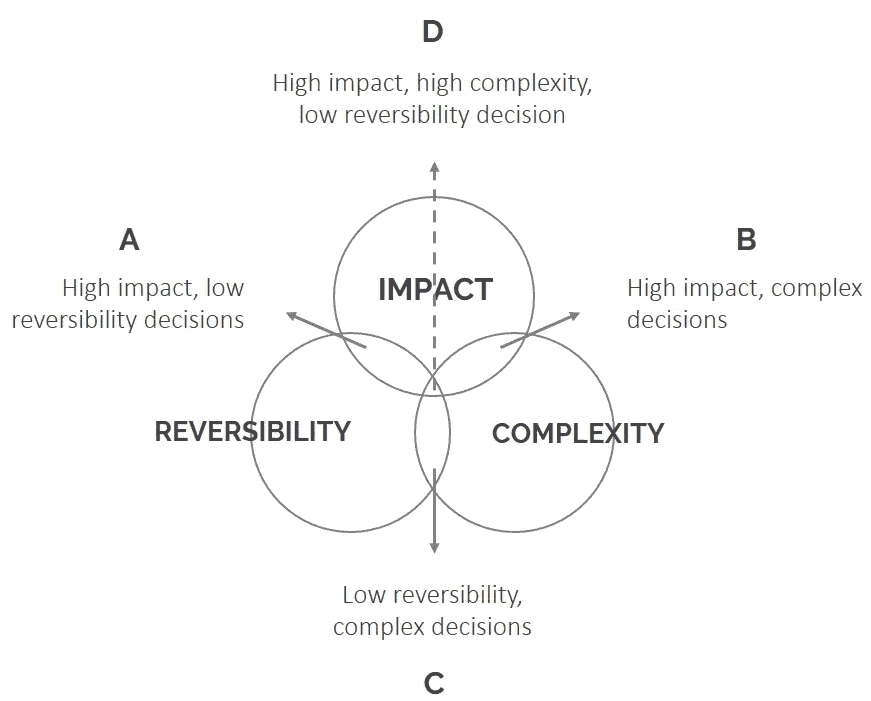 D
High impact, high complexity,
low reversibility decision
A
High impact, low
reversibility decisions
B
High impact, complex
decisions
IMPACT
REVERSIBILITY
COMPLEXITY
Low reversibility,
complex decisions
C